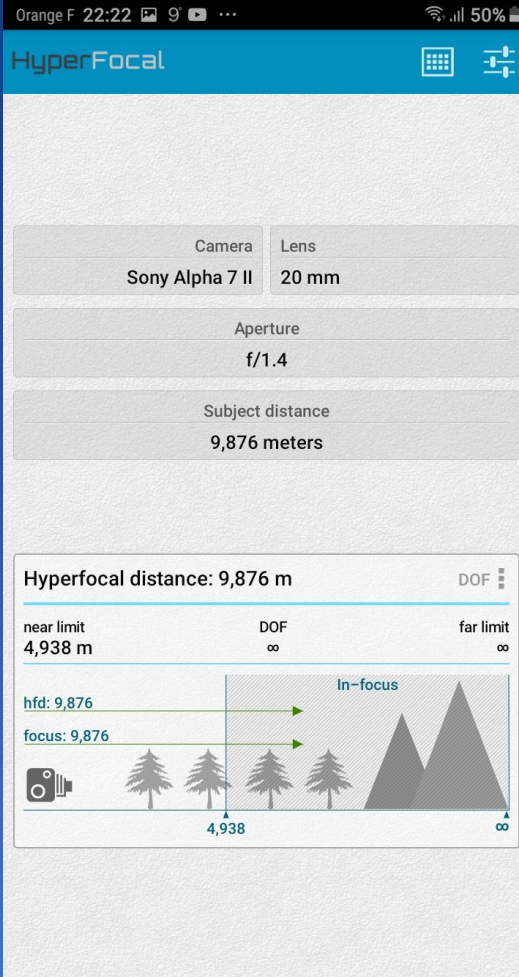 Orange F 22:22 9° ... 50%
HyperFocal
Camera
Sony Alpha 7 II
Lens
20 mm
Aperture
f/1.4
Subject distance
9,876 meters
Hyperfocal distance: 9,876 m
DOF
near limit
4,938 m
DOF
∞
far limit
∞
In-focus
hfd: 9,876
focus: 9,876
4,938
∞